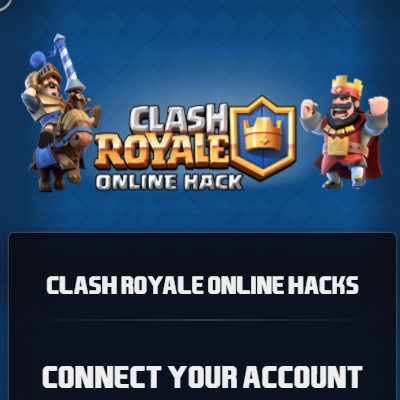 CLASH
ROYALE
ONLINE HACK
CLASH ROYALE ONLINE HACKS
CONNECT YOUR ACCOUNT